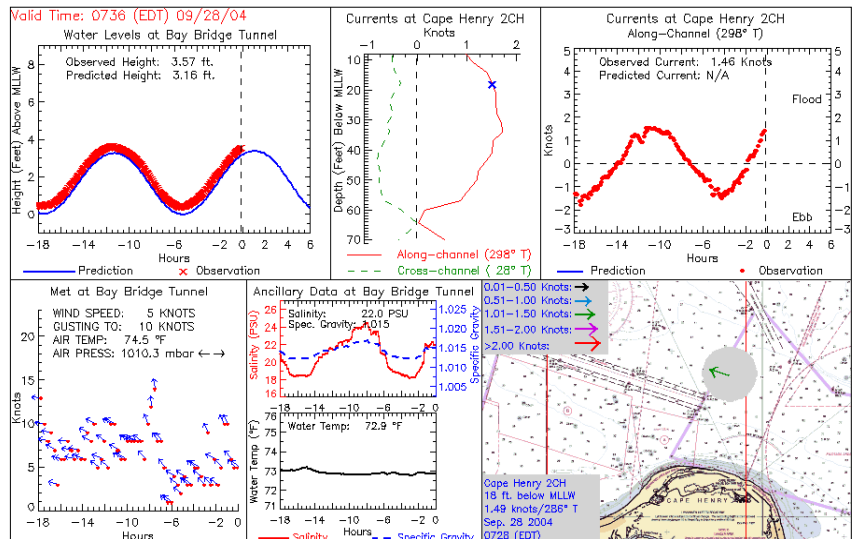 Valid Time: 0736 (EDT) 09/28/04
Water Levels at Bay Bridge Tunnel
Observed Height: 3.57 ft.
Predicted Height: 3.16 ft.
Height (Feet) Above MLLW
8
6
4
2
0
-18 -14 -10 -6 -2 0 2 6
Hours
Prediction
Observation
Currents at Cape Henry 2CH
Knots
-1 0 1 2
Depth (Feet) Below MLLW
10
20
30
40
50
60
70
Along-channel (298° T)
Cross-channel ( 28° T)
Currents at Cape Henry 2CH
Along-Channel (298° T)
Observed Current: 1.46 Knots
Predicted Current: N/A
Knots
5
4
3
2
1
0
-1
-2
-3
5
4
3
2
1
0
-1
-2
-3
Flood
Ebb
-18 -14 -10 -6 -2 0 2 6
Hours
Prediction
Observation
Met at Bay Bridge Tunnel
WIND SPEED: 5 KNOTS
GUSTING TO: 10 KNOTS
AIR TEMP: 74.5 °F
AIR PRESS: 1010.3 mbar
Knots
20
15
10
5
0
-18 -14 -10 -6 -2 0
Hours
Ancillary Data at Bay Bridge Tunnel
Salinity: 22.0 PSU
Spec. Gravity: 1.015
Salinity (PSU)
26
24
22
20
18
16
Specific Gravity
1.025
1.020
1.015
1.010
1.005
-18 -14 -10 -6 -2 0
Water Temp: 72.9 °F
Water Temp (°F)
76
75
74
73
72
71
-18 -14 -10 -6 -2 0
Hours
Salinity
Specific Gravity
0.01-0.50 Knots:
0.51-1.00 Knots:
1.01-1.50 Knots:
1.51-2.00 Knots:
>2.00 Knots:
CAPE HENRY
Cape Henry 2CH
18 ft. below MLLW
1.49 knots/286° T
Sep. 28 2004
0728 (EDT)